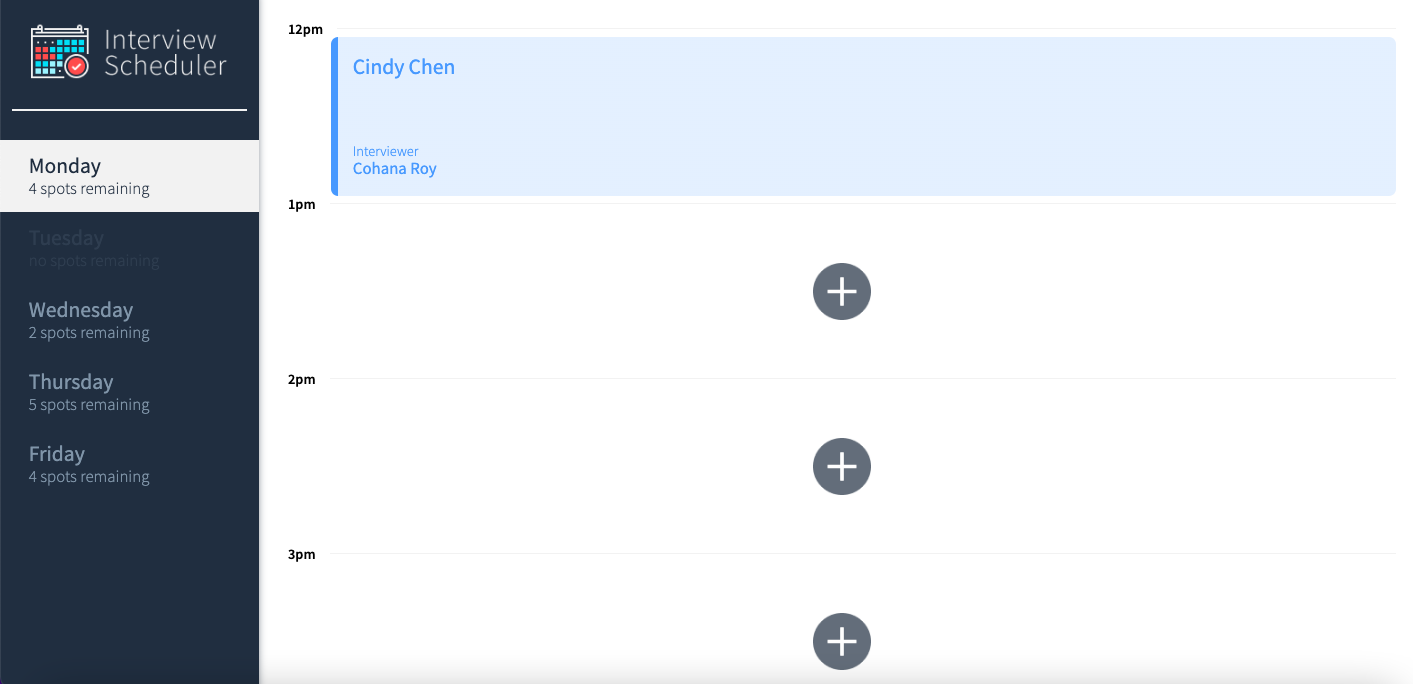 Interview
Scheduler
Monday
4 spots remaining
Tuesday
no spots remaining
Wednesday
2 spots remaining
Thursday
5 spots remaining
Friday
4 spots remaining
12pm
Cindy Chen
Interviewer
Cohana Roy
1pm
2pm
3pm